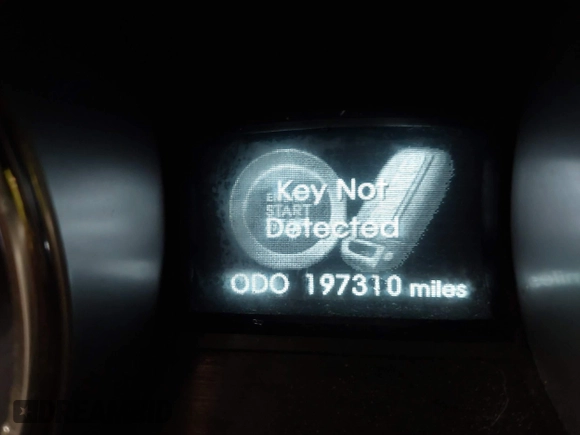 Key Not
START
Detected
ODO 197310 miles